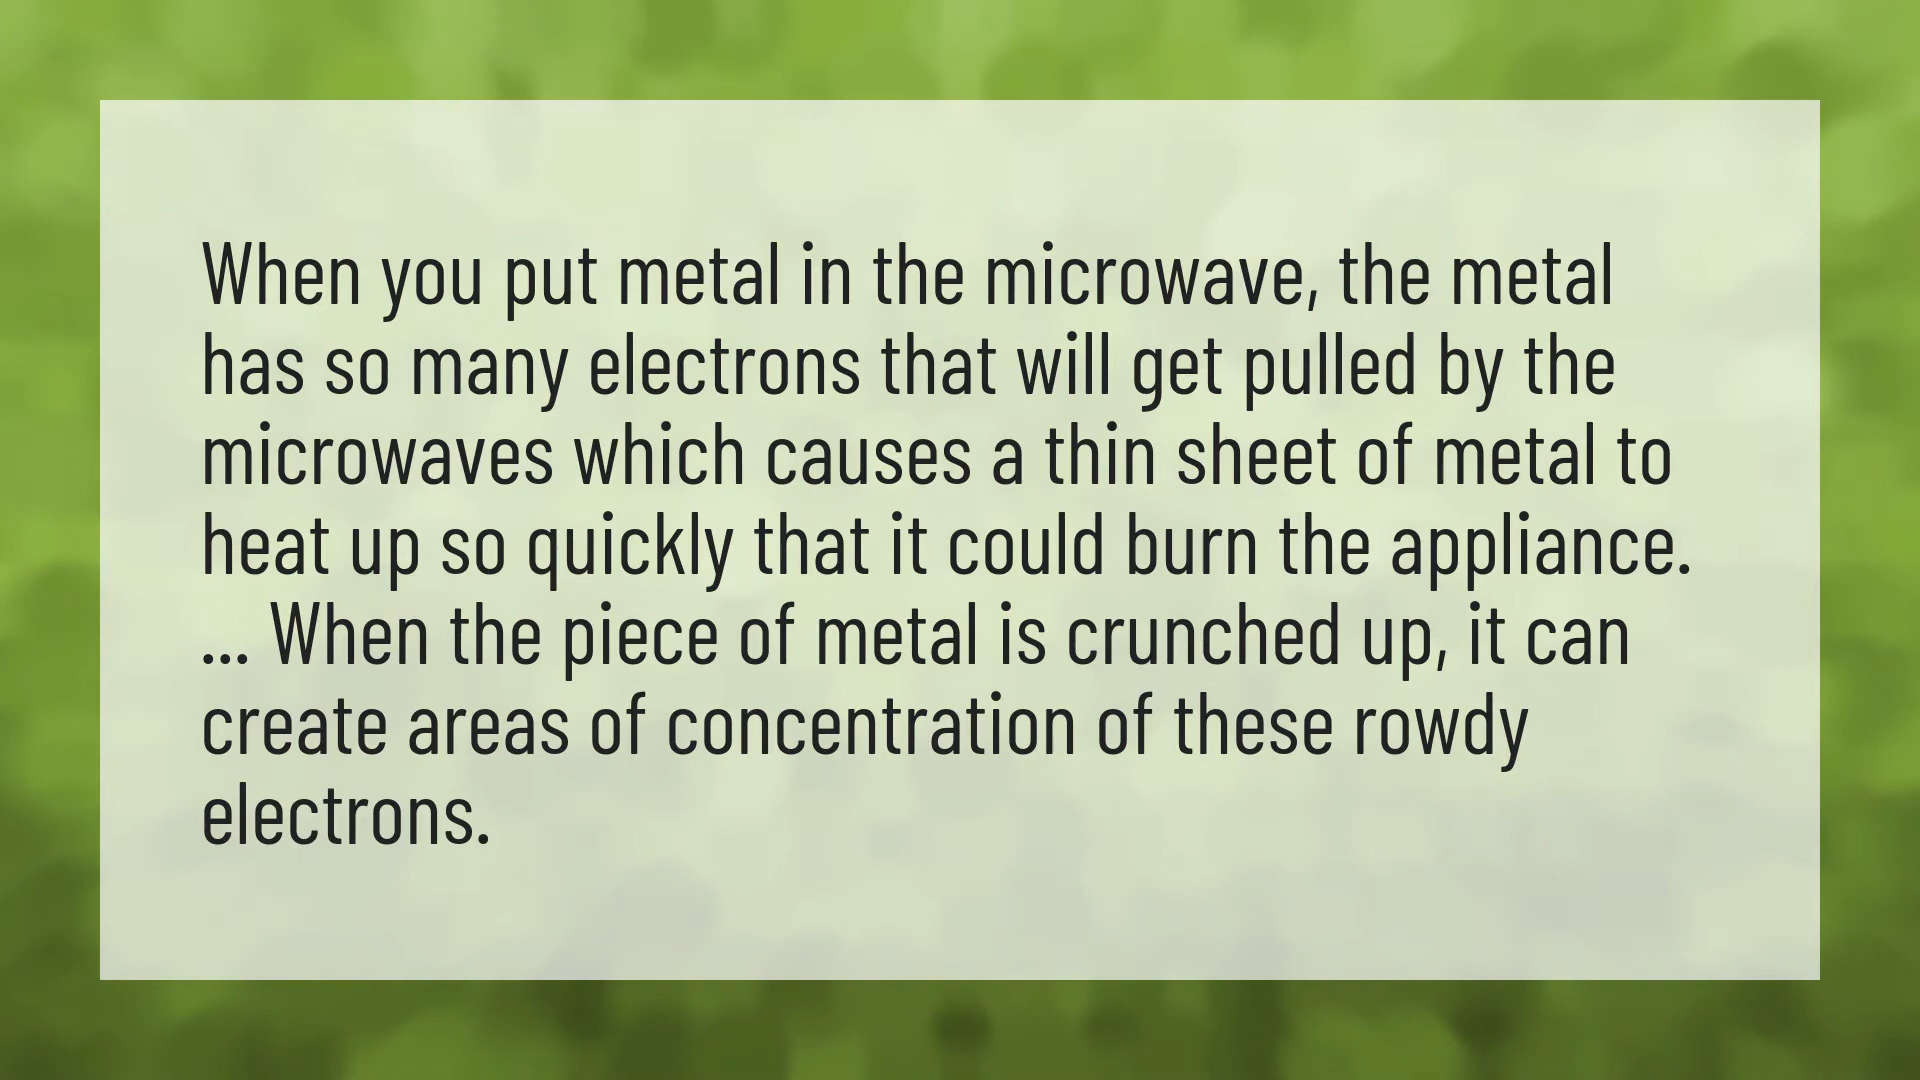 When you put metal in the microwave, the metal
has so many electrons that will get pulled by the
microwaves which causes a thin sheet of metal to
heat up so quickly that it could burn the appliance.
... When the piece of metal is crunched up, it can
create areas of concentration of these rowdy
electrons.